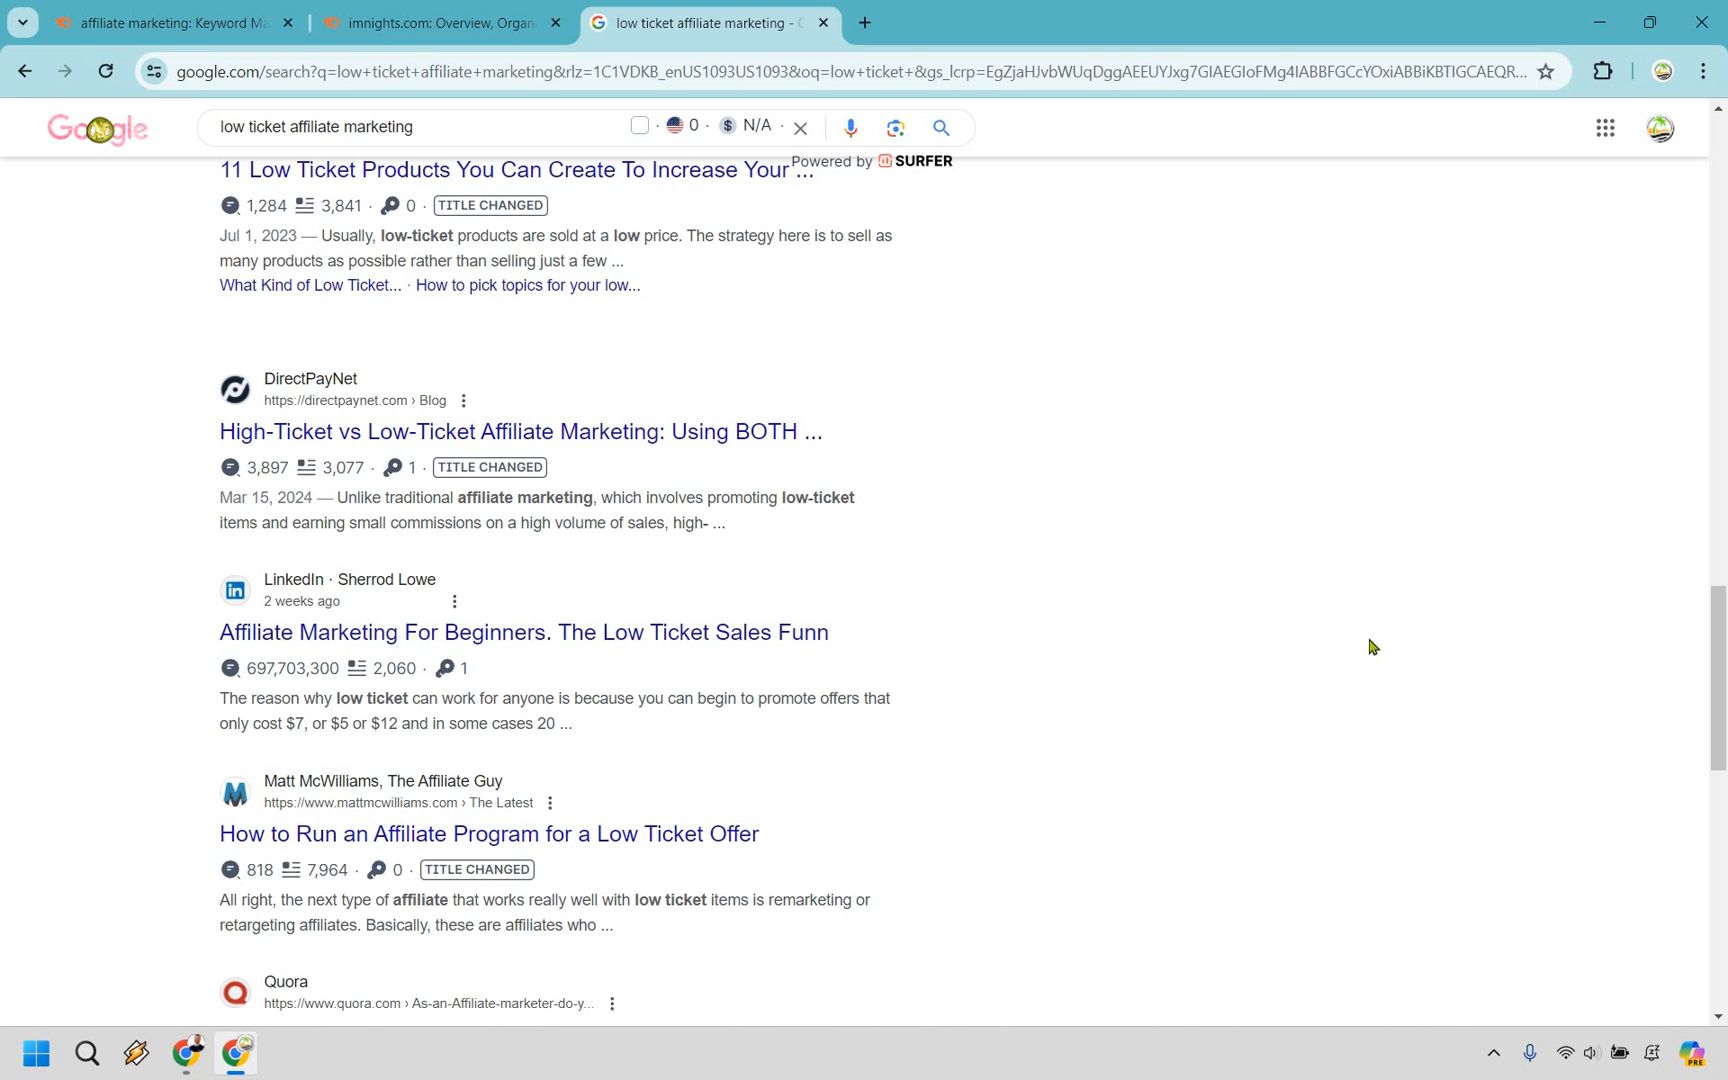 affiliate marketing: Keyword Ma
imnights.com: Overview, Organ
low ticket affiliate marketing -
google.com/search?q=low+ticket+affiliate+marketing&rlz=1C1VDKB_enUS1093US1093&oq=low+ticket+&gs_lcrp=EgZjaHJvbWUqDggAEEUYJxg7GIAEGIoFMg4IABBFGCcYOxiABBiKBTIGCAEQR...
Google
low ticket affiliate marketing
· 0 · $ N/A ·
Powered by SURFER
11 Low Ticket Products You Can Create To Increase Your ...
1,284 3,841 · 0 · TITLE CHANGED
Jul 1, 2023 — Usually, low-ticket products are sold at a low price. The strategy here is to sell as
many products as possible rather than selling just a few ...
What Kind of Low Ticket... · How to pick topics for your low...
DirectPayNet
https://directpaynet.com › Blog
High-Ticket vs Low-Ticket Affiliate Marketing: Using BOTH ...
3,897 3,077 · 1 · TITLE CHANGED
Mar 15, 2024 — Unlike traditional affiliate marketing, which involves promoting low-ticket
items and earning small commissions on a high volume of sales, high- ...
in
LinkedIn · Sherrod Lowe
2 weeks ago
Affiliate Marketing For Beginners. The Low Ticket Sales Funn
697,703,300 2,060 · 1
The reason why low ticket can work for anyone is because you can begin to promote offers that
only cost $7, or $5 or $12 and in some cases 20 ...
Matt McWilliams, The Affiliate Guy
https://www.mattmcwilliams.com › The Latest
How to Run an Affiliate Program for a Low Ticket Offer
818 7,964 · 0 · TITLE CHANGED
All right, the next type of affiliate that works really well with low ticket items is remarketing or
retargeting affiliates. Basically, these are affiliates who ...
Quora
https://www.quora.com › As-an-Affiliate-marketer-do-y...
PRE